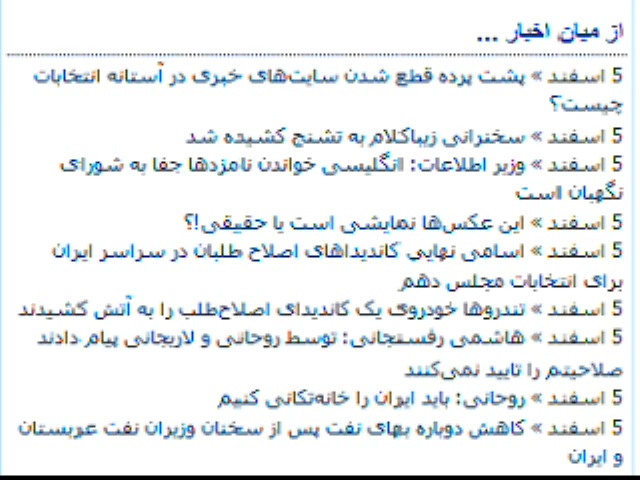 از میان اخبار ...
5 اسفند » پشت پرده قطع شدن سایت‌های خبری در آستانه انتخابات
چیست؟
5 اسفند » سخنرانی زیباکلام به تشنج کشیده شد
5 اسفند » وزیر اطلاعات: انگلیسی خواندن نامزدها جفا به شورای
نگهبان است
5 اسفند » این عکس‌ها نمایشی است یا حقیقی!؟
5 اسفند » اسامی نهایی کاندیداهای اصلاح طلبان در سراسر ایران
برای انتخابات مجلس دهم
5 اسفند » تندروها خودروی یک کاندیدای اصلاح‌طلب را به آتش کشیدند
5 اسفند » هاشمی رفسنجانی: توسط روحانی و لاریجانی پیام دادند
صلاحیتم را تایید نمی‌کنند
5 اسفند » روحانی: باید ایران را خانه‌تکانی کنیم
5 اسفند » کاهش دوباره بهای نفت پس از سخنان وزیران نفت عربستان
و ایران